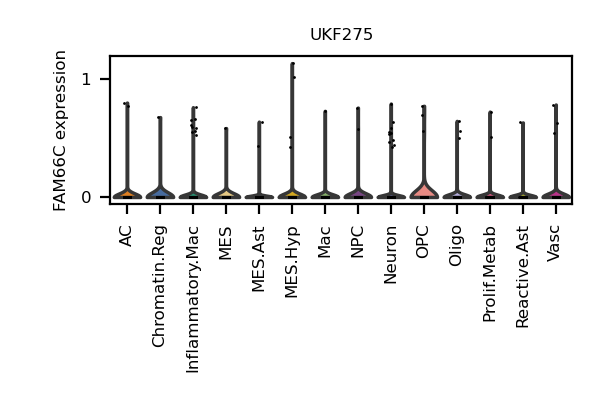 UKF275
FAM66C expression
1
0
AC
Chromatin.Reg
Inflammatory.Mac
MES
MES.Ast
MES.Hyp
Mac
NPC
Neuron
OPC
Oligo
Prolif.Metab
Reactive.Ast
Vasc